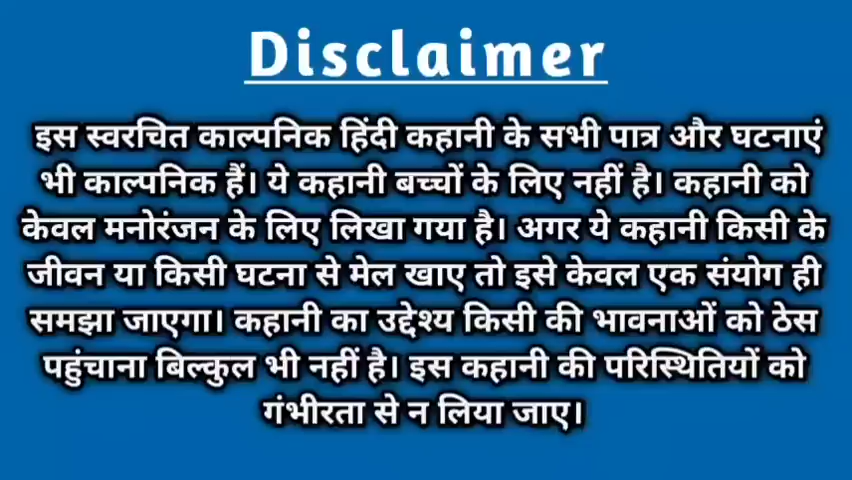 Disclaimer
इस स्वरचित काल्पनिक हिंदी कहानी के सभी पात्र और घटनाएं
भी काल्पनिक हैं। ये कहानी बच्चों के लिए नहीं है। कहानी को
केवल मनोरंजन के लिए लिखा गया है। अगर ये कहानी किसी के
जीवन या किसी घटना से मेल खाए तो इसे केवल एक संयोग ही
समझा जाएगा। कहानी का उद्देश्य किसी की भावनाओं को ठेस
पहुंचाना बिल्कुल भी नहीं है। इस कहानी की परिस्थितियों को
गंभीरता से न लिया जाए।